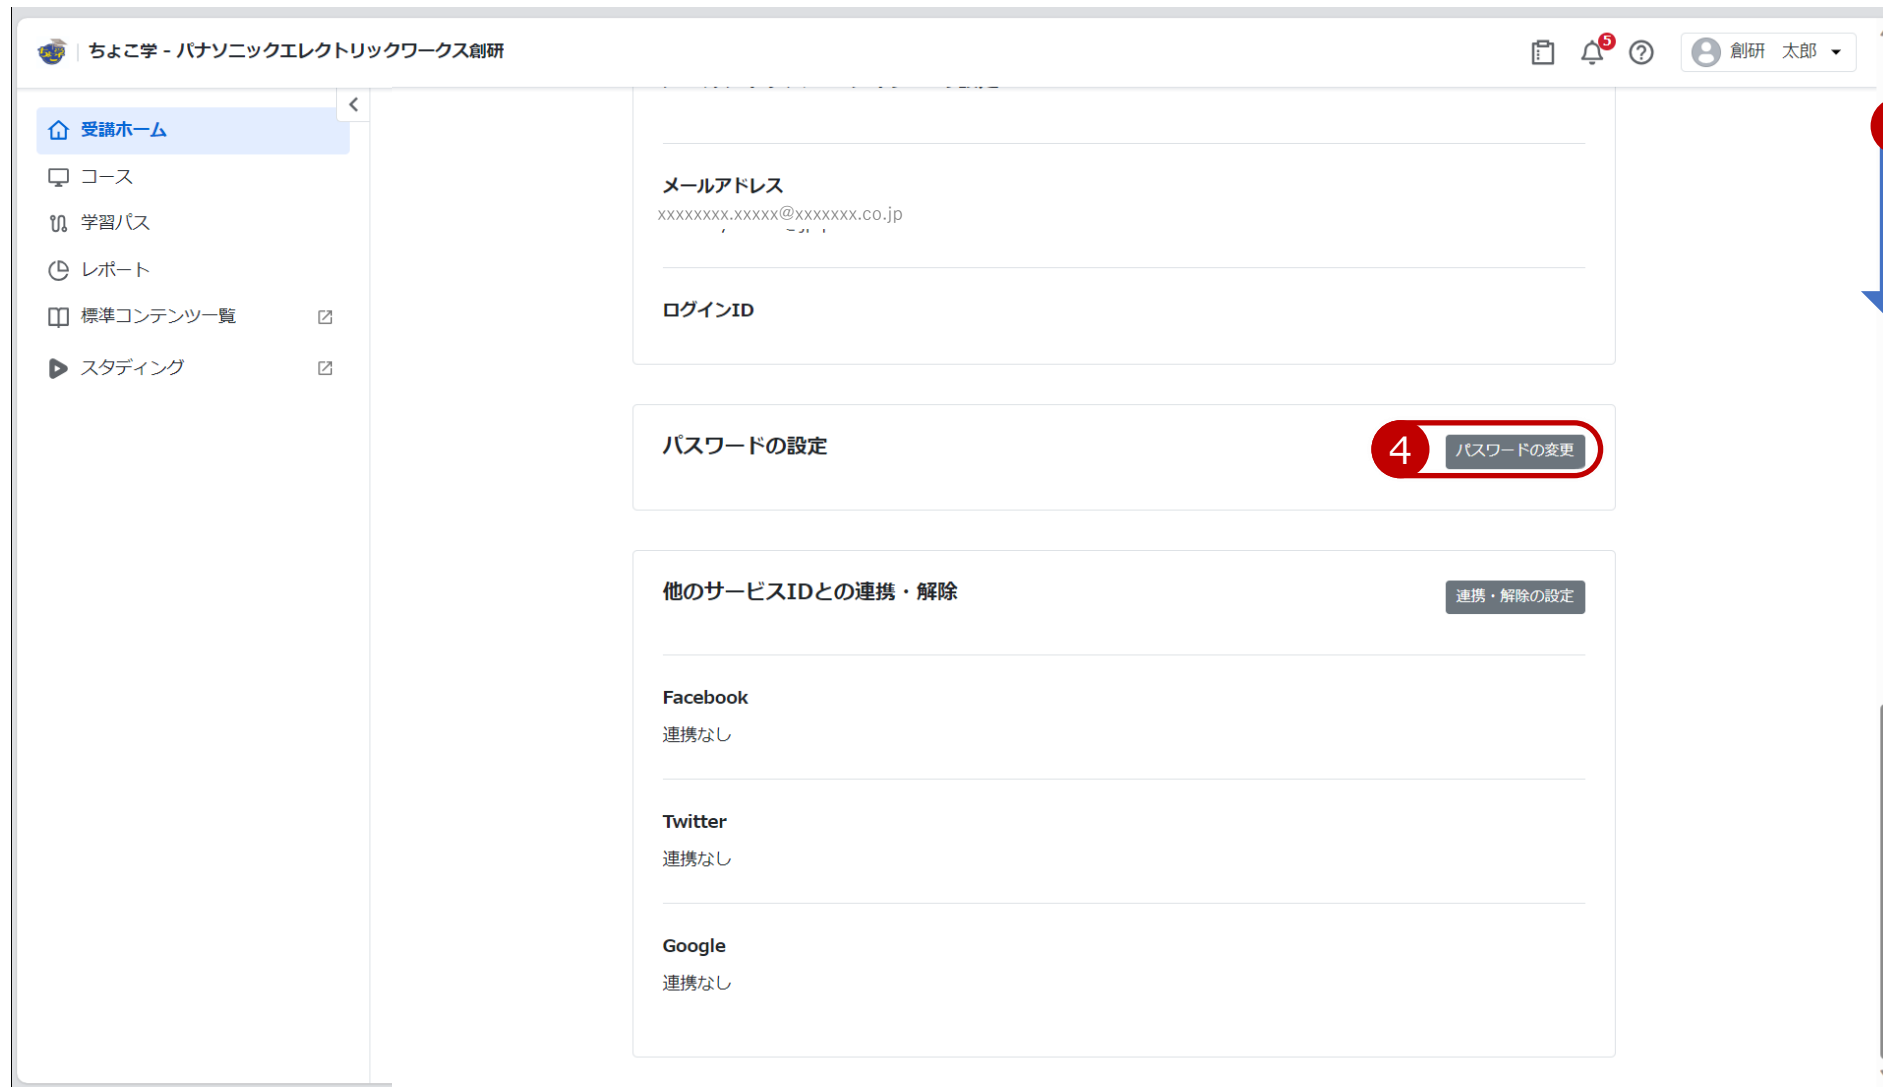 ちょこ学 - パナソニックエレクトリックワークス創研
5
創研 太郎
受講ホーム
コース
学習パス
レポート
標準コンテンツ一覧
スタディング
メールアドレス
xxxxxxxx.xxxxx@xxxxxxx.co.jp
ログインID
パスワードの設定
4
パスワードの変更
他のサービスIDとの連携・解除
連携・解除の設定
Facebook
連携なし
Twitter
連携なし
Google
連携なし